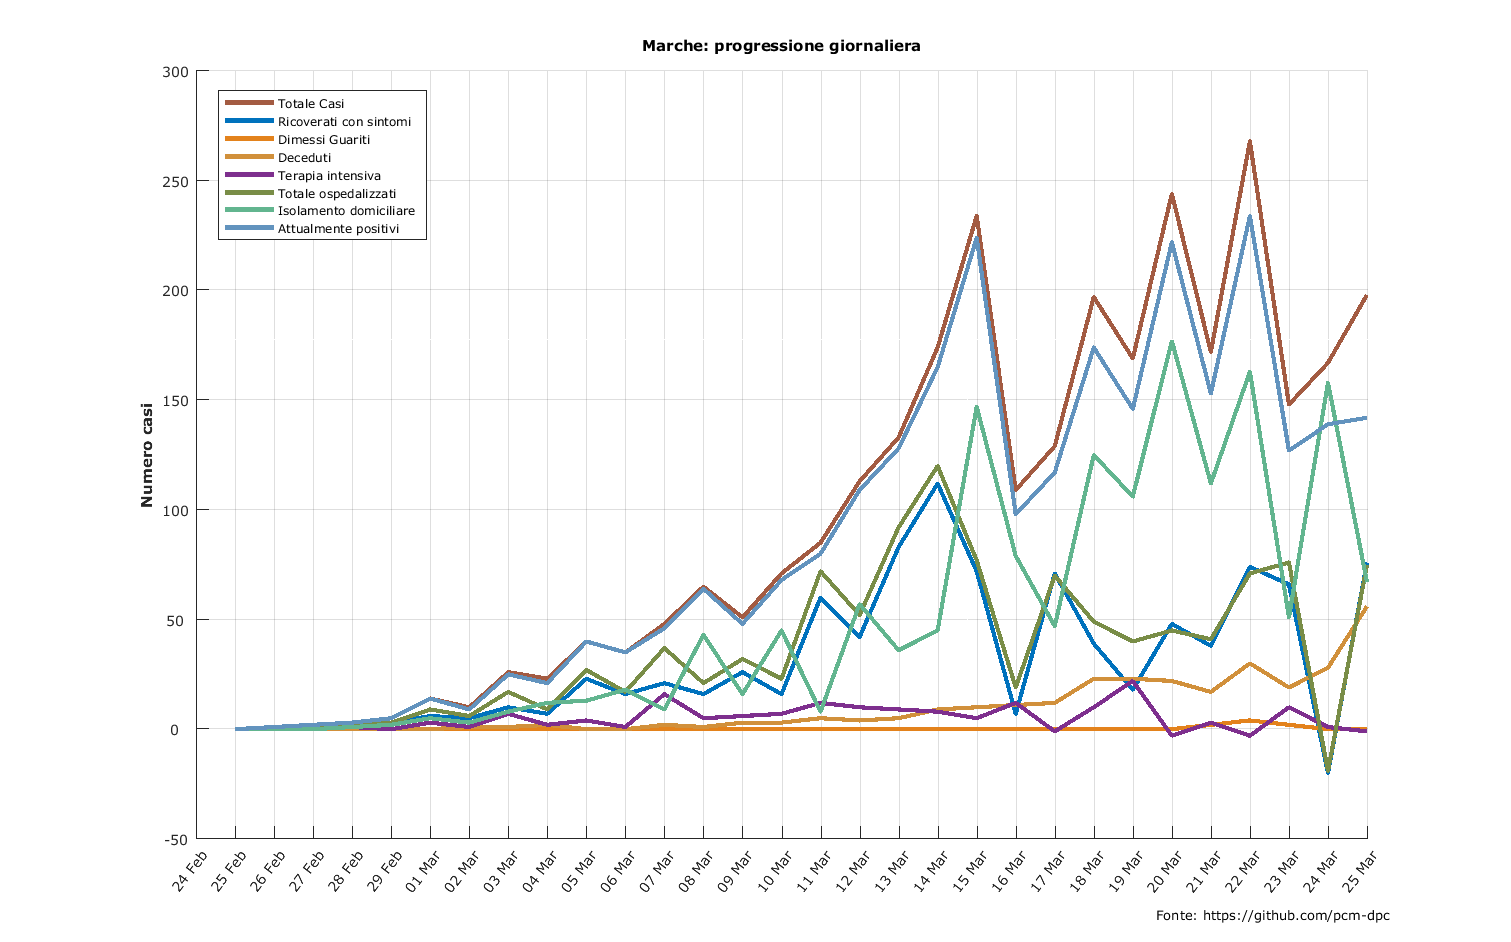 Marche: progressione giornaliera
300
250
200
150
100
50
0
-50
Numero casi
Totale Casi
Ricoverati con sintomi
Dimessi Guariti
Deceduti
Terapia intensiva
Totale ospedalizzati
Isolamento domiciliare
Attualmente positivi
24 Feb
25 Feb
26 Feb
27 Feb
28 Feb
29 Feb
01 Mar
02 Mar
03 Mar
04 Mar
05 Mar
06 Mar
07 Mar
08 Mar
09 Mar
10 Mar
11 Mar
12 Mar
13 Mar
14 Mar
15 Mar
16 Mar
17 Mar
18 Mar
19 Mar
20 Mar
21 Mar
22 Mar
23 Mar
24 Mar
25 Mar
Fonte: https://github.com/pcm-dpc